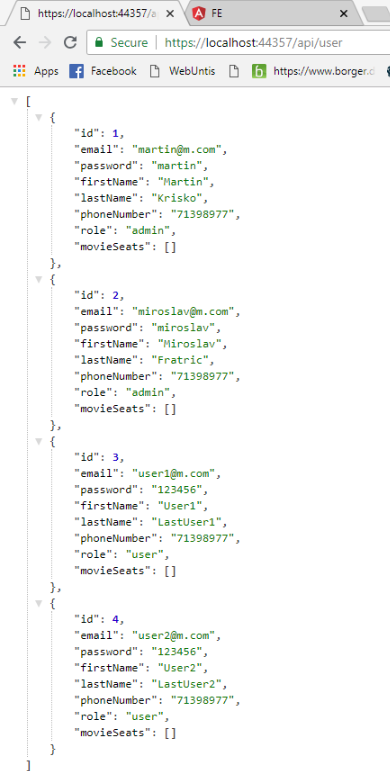 https://localhost:44357/a
FE
Secure https://localhost:44357/api/user
Apps Facebook WebUntis https://www.borger.d
[
{
"id": 1,
"email": "martin@m.com",
"password": "martin",
"firstName": "Martin",
"lastName": "Krisko",
"phoneNumber": "71398977",
"role": "admin",
"movieSeats": []
},
{
"id": 2,
"email": "miroslav@m.com",
"password": "miroslav",
"firstName": "Miroslav",
"lastName": "Fratric",
"phoneNumber": "71398977",
"role": "admin",
"movieSeats": []
},
{
"id": 3,
"email": "user1@m.com",
"password": "123456",
"firstName": "User1",
"lastName": "LastUser1",
"phoneNumber": "71398977",
"role": "user",
"movieSeats": []
},
{
"id": 4,
"email": "user2@m.com",
"password": "123456",
"firstName": "User2",
"lastName": "LastUser2",
"phoneNumber": "71398977",
"role": "user",
"movieSeats": []
}
]